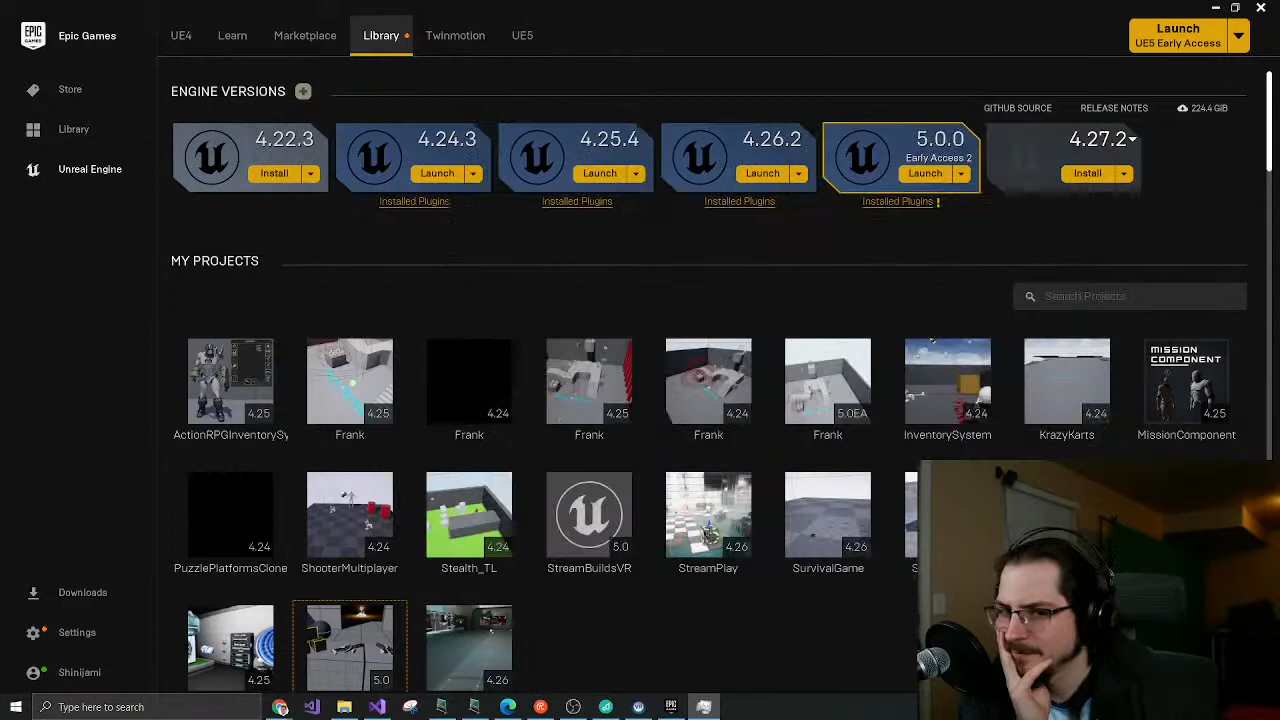 EPIC GAMES
Epic Games
UE4
Learn
Marketplace
Library
Twinmotion
UE5
Launch
UE5 Early Access
Store
Library
Unreal Engine
ENGINE VERSIONS
GITHUB SOURCE
RELEASE NOTES
224.4 GiB
4.22.3
Install
4.24.3
Launch
Installed Plugins
4.25.4
Launch
Installed Plugins
4.26.2
Launch
Installed Plugins
5.0.0
Early Access 2
Launch
Installed Plugins !
4.27.2
Install
MY PROJECTS
Search Projects
4.25
ActionRPGInventorySy
4.25
Frank
4.24
Frank
4.25
Frank
4.24
Frank
5.0EA
Frank
4.24
InventorySystem
4.24
KrazyKarts
MISSION
COMPONENT
4.25
MissionComponent
4.24
PuzzlePlatformsClone
4.24
ShooterMultiplayer
4.24
Stealth_TL
5.0
StreamBuildsVR
4.26
StreamPlay
4.26
SurvivalGame
4.25
5.0
4.26
Downloads
Settings
Shinijami
Type here to search